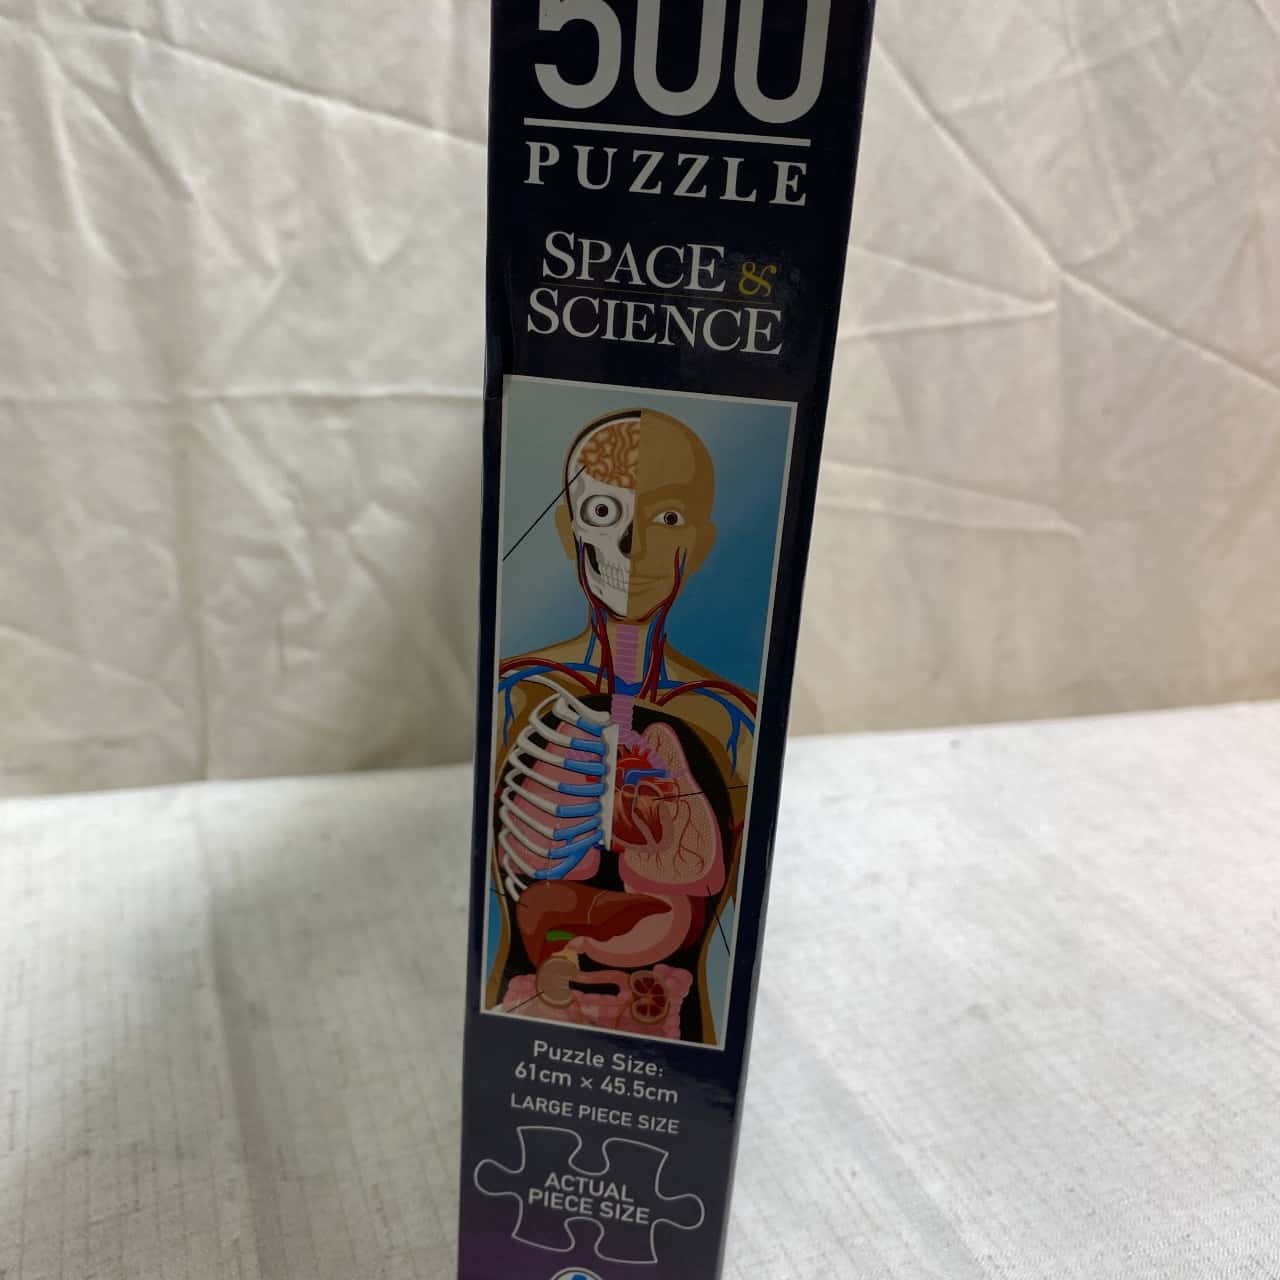 500
PUZZLE
SPACE &
SCIENCE
Puzzle Size:
61cm × 45.5cm
LARGE PIECE SIZE
ACTUAL
PIECE SIZE